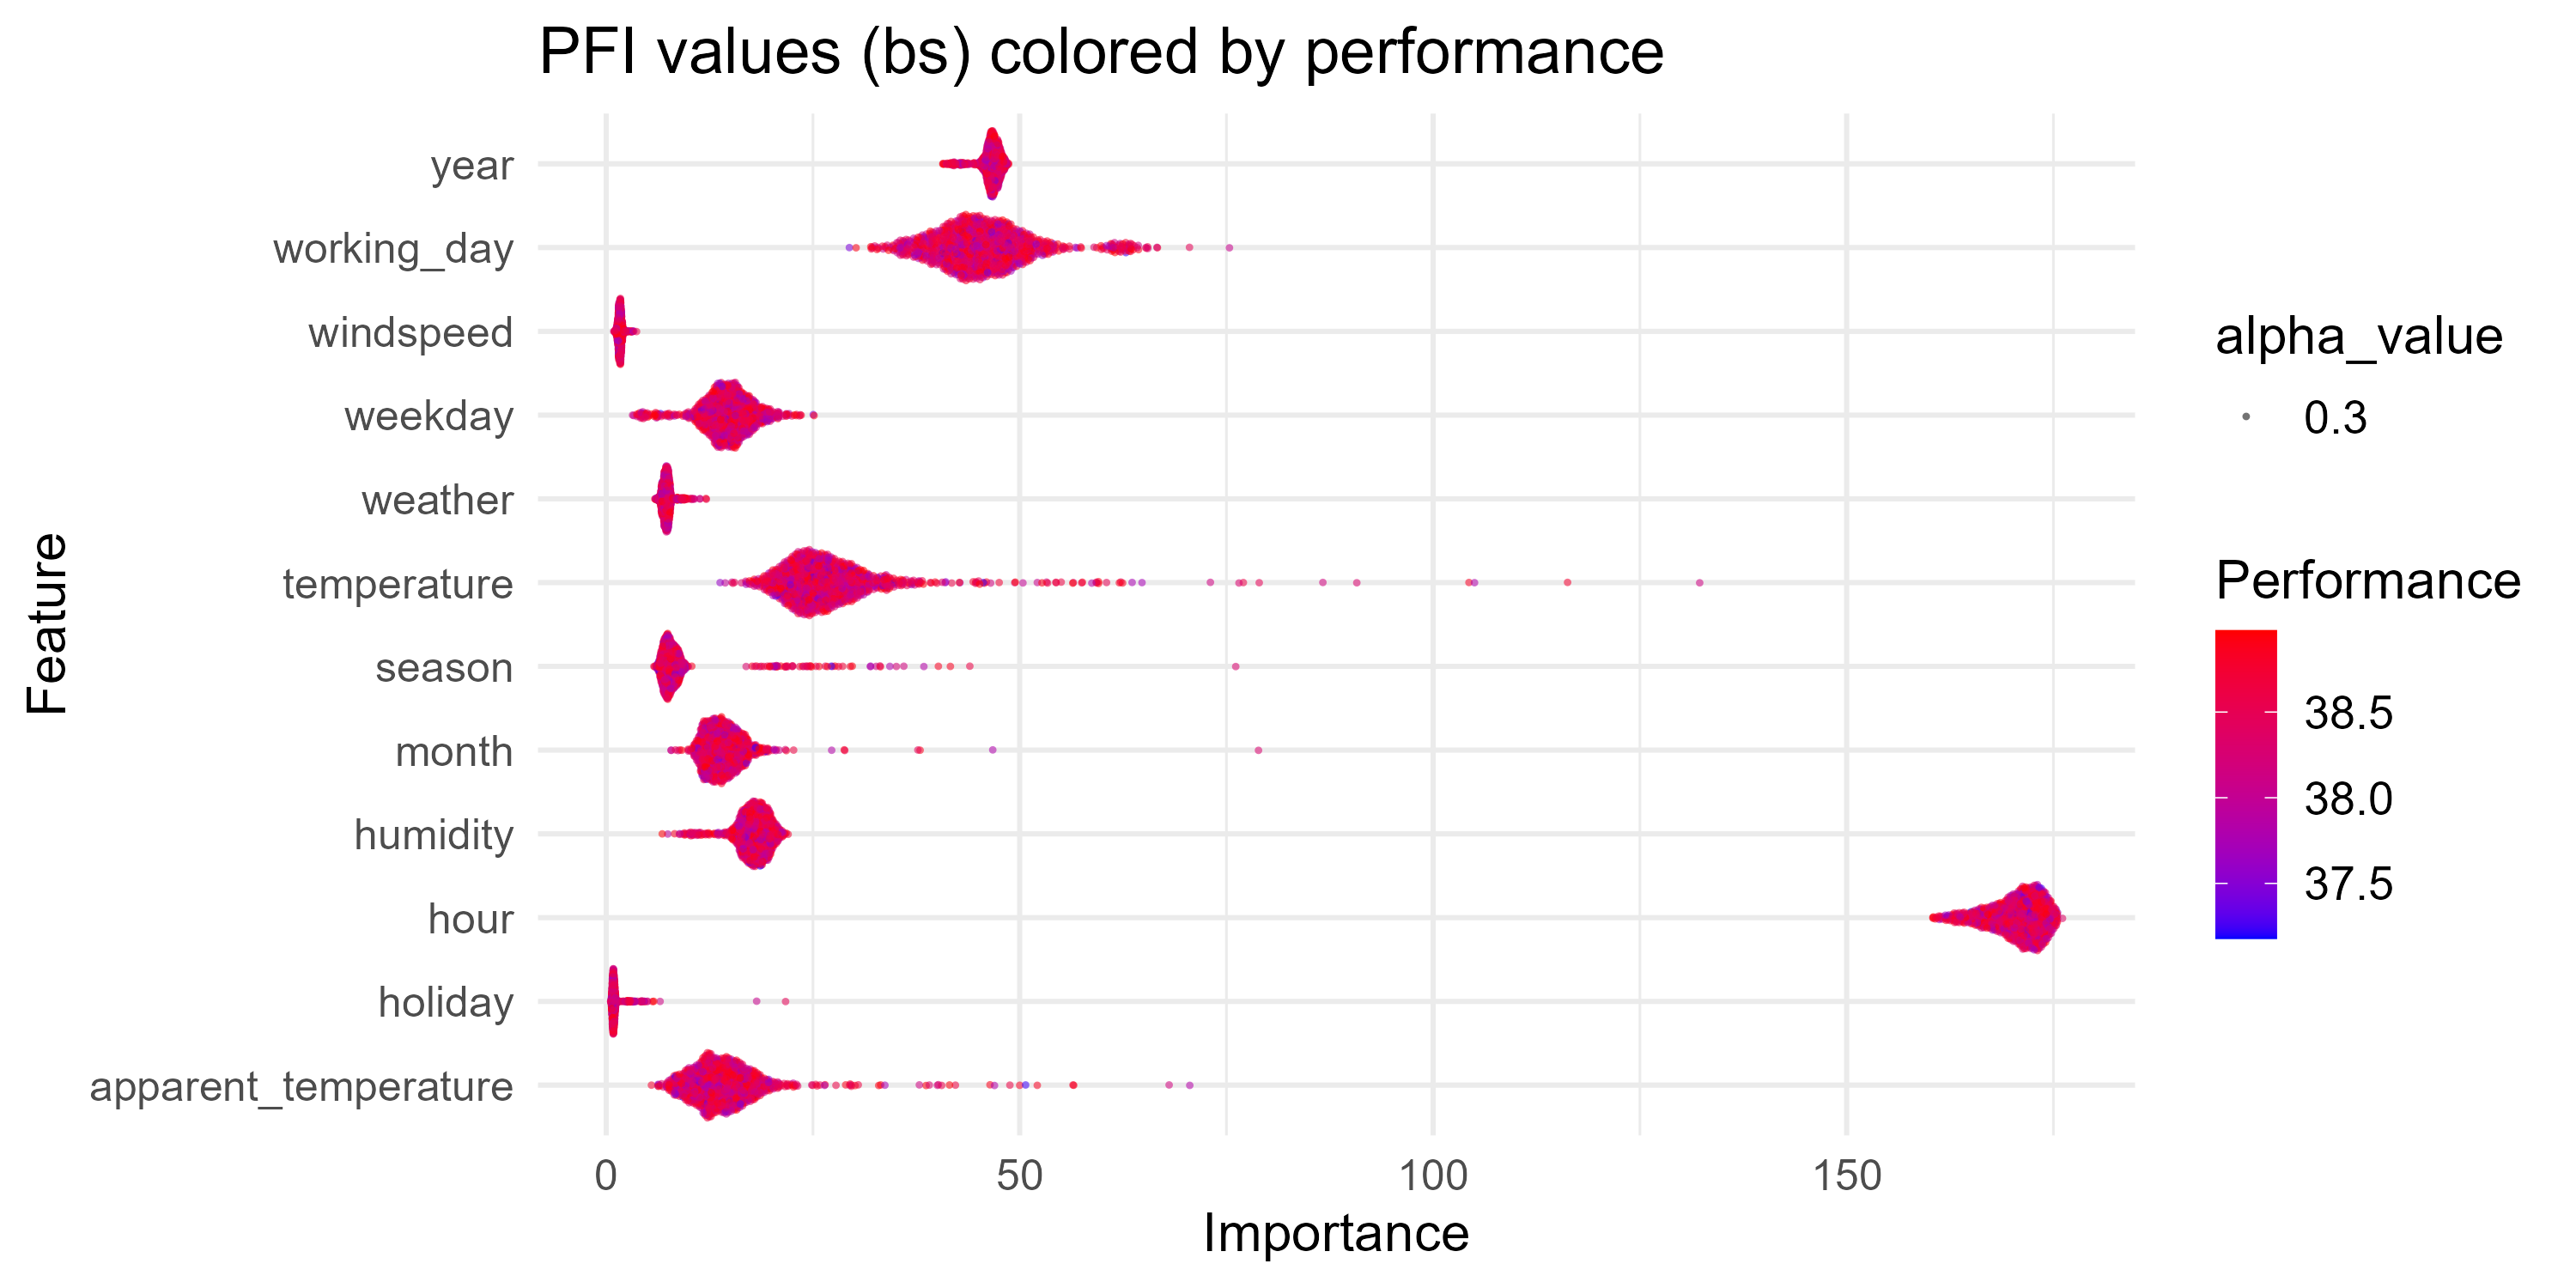 PFI values (bs) colored by performance
Feature
year
working_day
windspeed
weekday
weather
temperature
season
month
humidity
hour
holiday
apparent_temperature
0 50 100 150
Importance
alpha_value
0.3
Performance
38.5
38.0
37.5